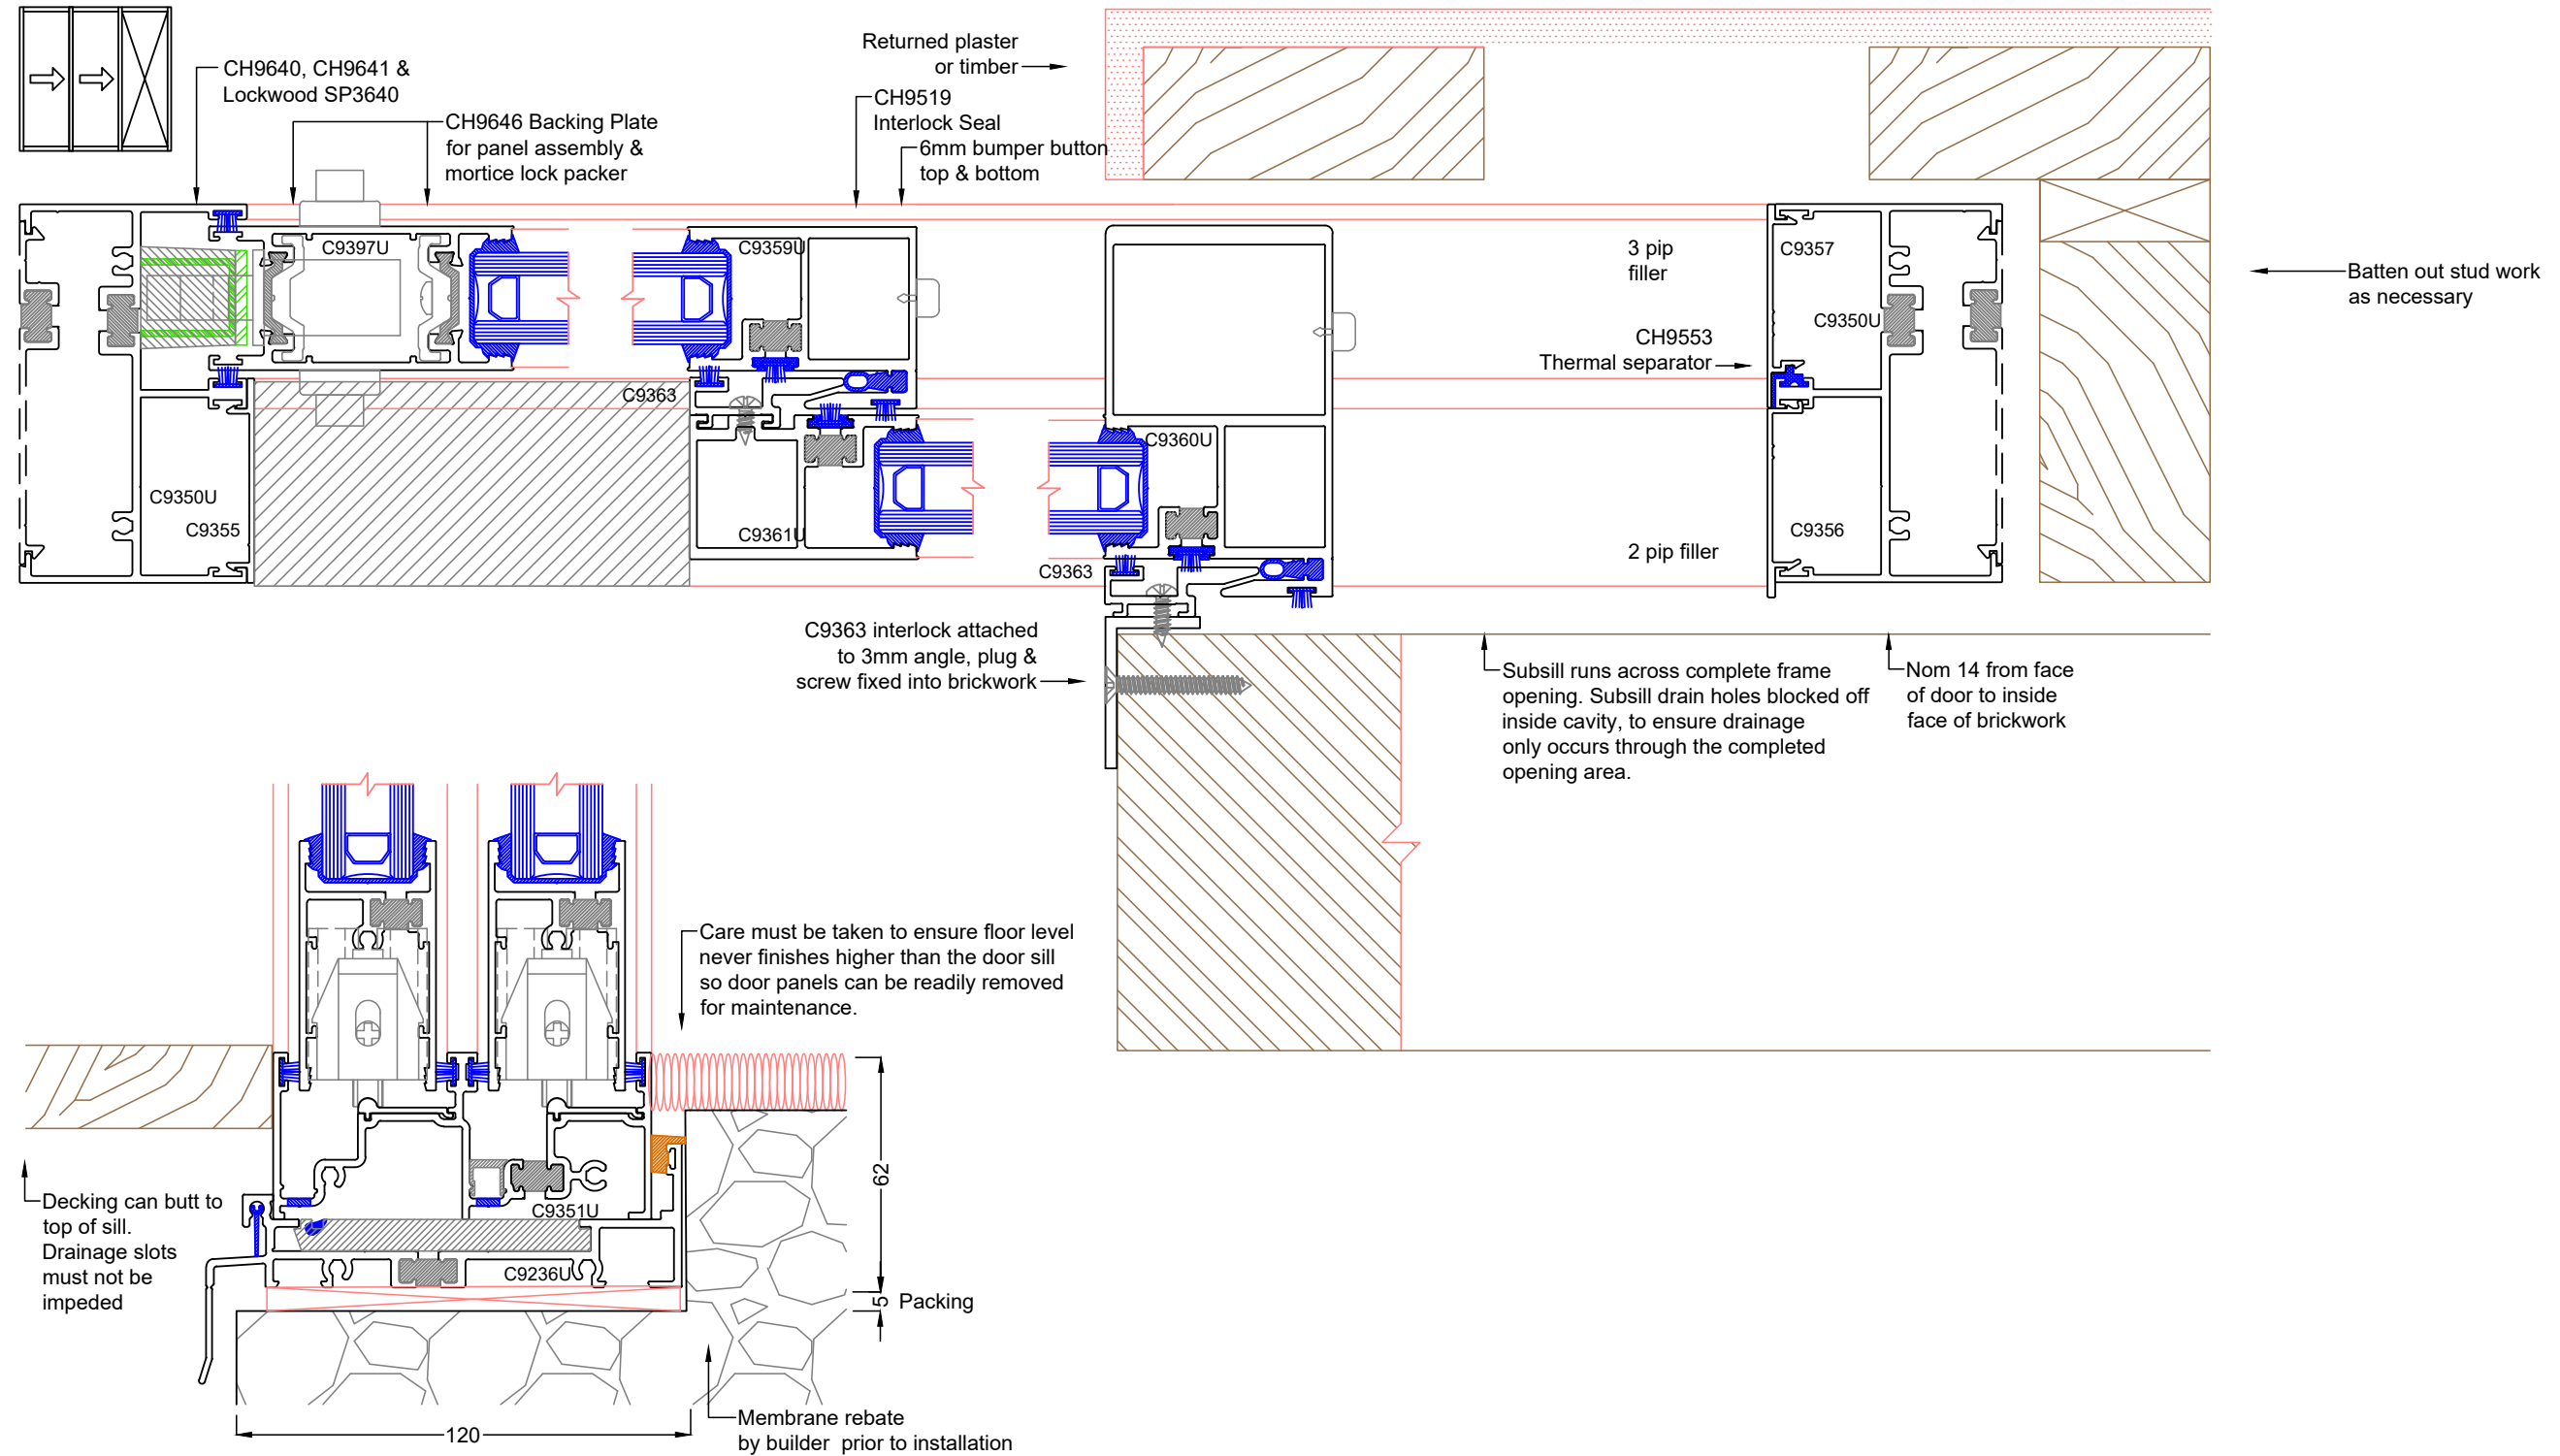 CH9640, CH9641 &
Lockwood SP3640
CH9646 Backing Plate
for panel assembly &
mortice lock packer
Returned plaster
or timber
CH9519
Interlock Seal
6mm bumper button
top & bottom
C9397U
C9359U
3 pip
filler
C9357
Batten out stud work
as necessary
C9350U
CH9553
Thermal separator
C9363
C9360U
C9350U
C9355
C9361U
C9356
2 pip filler
C9363
C9363 interlock attached
to 3mm angle, plug &
screw fixed into brickwork
Subsill runs across complete frame
opening. Subsill drain holes blocked off
inside cavity, to ensure drainage
only occurs through the completed
opening area.
Nom 14 from face
of door to inside
face of brickwork
Care must be taken to ensure floor level
never finishes higher than the door sill
so door panels can be readily removed
for maintenance.
62
Decking can butt to
top of sill.
Drainage slots
must not be
impeded
C9351U
C9236U
5
Packing
120
Membrane rebate
by builder prior to installation